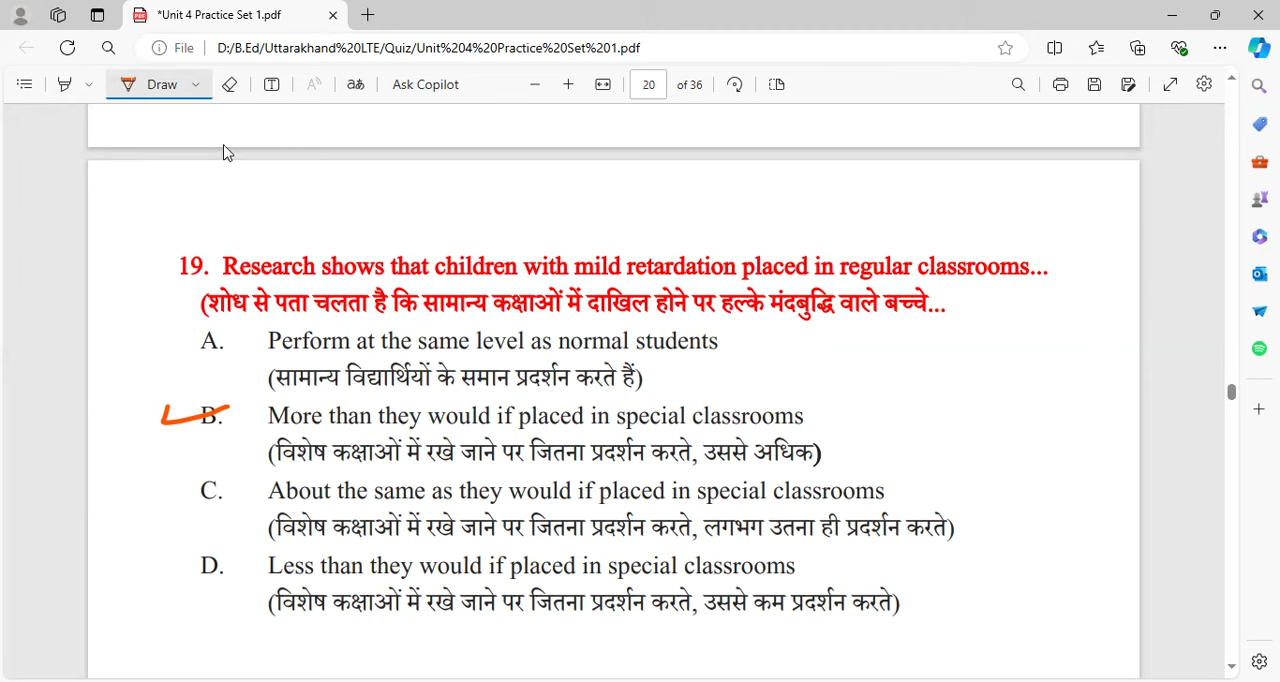 *Unit 4 Practice Set 1.pdf
File D:/B.Ed/Uttarakhand%20LTE/Quiz/Unit%204%20Practice%20Set%201.pdf
Draw aあ Ask Copilot 20 of 36
19. Research shows that children with mild retardation placed in regular classrooms...
(शोध से पता चलता है कि सामान्य कक्षाओं में दाखिल होने पर हल्के मंदबुद्धि वाले बच्चे...
A. Perform at the same level as normal students
(सामान्य विद्यार्थियों के समान प्रदर्शन करते हैं)
B. More than they would if placed in special classrooms
(विशेष कक्षाओं में रखे जाने पर जितना प्रदर्शन करते, उससे अधिक)
C. About the same as they would if placed in special classrooms
(विशेष कक्षाओं में रखे जाने पर जितना प्रदर्शन करते, लगभग उतना ही प्रदर्शन करते)
D. Less than they would if placed in special classrooms
(विशेष कक्षाओं में रखे जाने पर जितना प्रदर्शन करते, उससे कम प्रदर्शन करते)